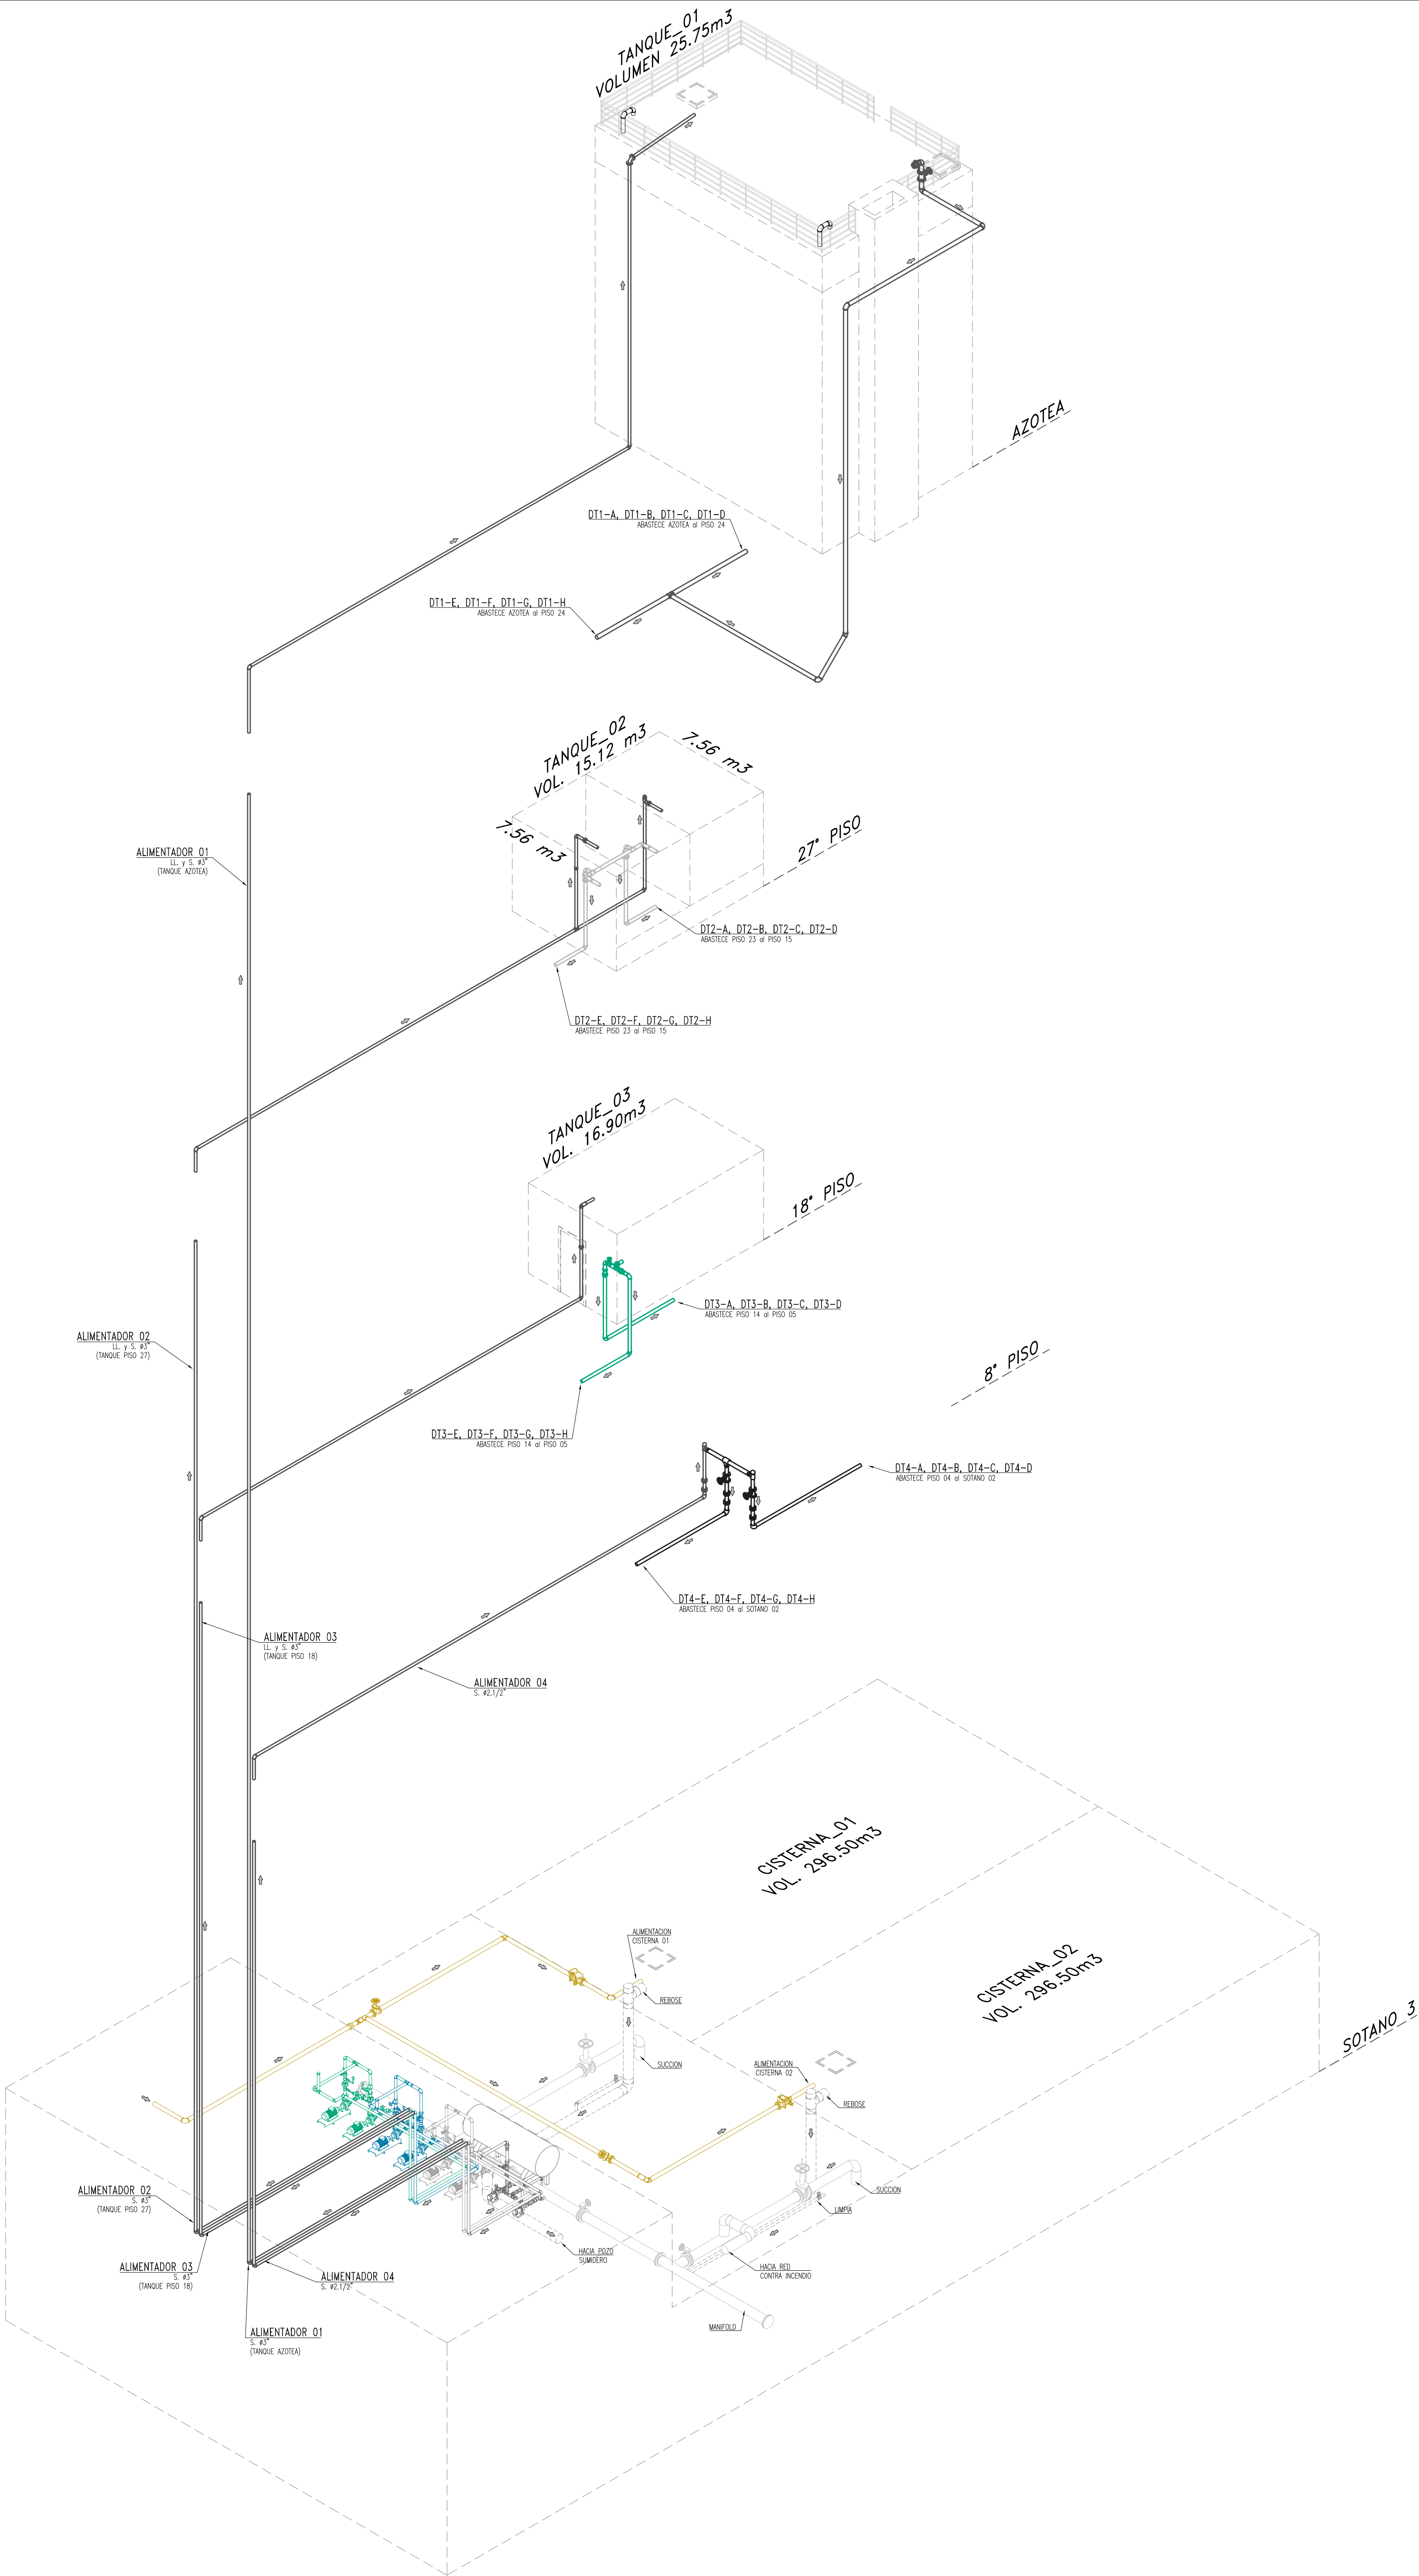 TANQUE_01
VOLUMEN 25.75m3
AZOTEA
DT1-A, DT1-B, DT1-C, DT1-D
ABASTECE AZOTEA al PISO 24
DT1-E, DT1-F, DT1-G, DT1-H
ABASTECE AZOTEA al PISO 24
TANQUE_02
VOL. 15.12 m3
7.56 m3
7.56 m3
27° PISO
ALIMENTADOR 01
LL. y S. ø3"
(TANQUE AZOTEA)
DT2-A, DT2-B, DT2-C, DT2-D
ABASTECE PISO 23 al PISO 15
DT2-E, DT2-F, DT2-G, DT2-H
ABASTECE PISO 23 al PISO 15
TANQUE_03
VOL. 16.90m3
18° PISO
DT3-A, DT3-B, DT3-C, DT3-D
ABASTECE PISO 14 al PISO 05
ALIMENTADOR 02
LL. y S. ø3"
(TANQUE PISO 27)
8° PISO
DT3-E, DT3-F, DT3-G, DT3-H
ABASTECE PISO 14 al PISO 05
DT4-A, DT4-B, DT4-C, DT4-D
ABASTECE PISO 04 al SOTANO 02
DT4-E, DT4-F, DT4-G, DT4-H
ABASTECE PISO 04 al SOTANO 02
ALIMENTADOR 03
LL. y S. ø3"
(TANQUE PISO 18)
ALIMENTADOR 04
S. ø2.1/2"
CISTERNA_01
VOL. 296.50m3
CISTERNA_02
VOL. 296.50m3
SOTANO 3
ALIMENTACION
CISTERNA 01
REBOSE
SUCCION
ALIMENTACION
CISTERNA 02
REBOSE
SUCCION
LIMPIA
ALIMENTADOR 02
S. ø3"
(TANQUE PISO 27)
HACIA POZO
SUMIDERO
HACIA RED
CONTRA INCENDIO
ALIMENTADOR 03
S. ø3"
(TANQUE PISO 18)
ALIMENTADOR 04
S. ø2.1/2"
MANIFOLD
ALIMENTADOR 01
S. ø3"
(TANQUE AZOTEA)